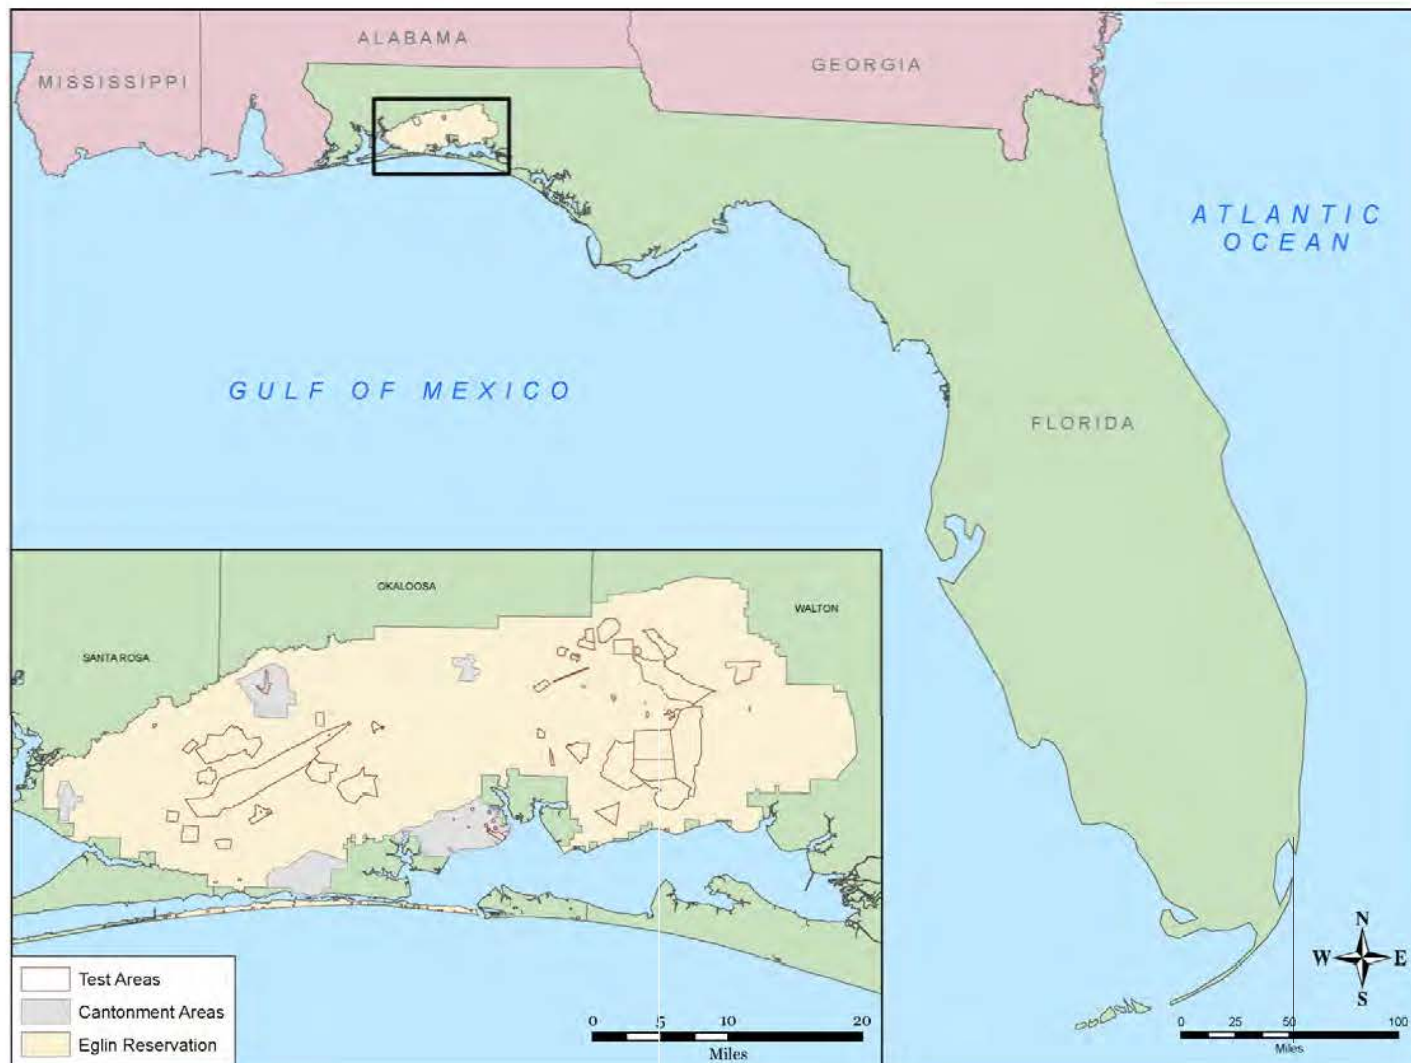 ALABAMA
MISSISSIPPI
GEORGIA
ATLANTIC
OCEAN
GULF OF MEXICO
FLORIDA
OKALOOSA
WALTON
SANTA ROSA
N
W E
S
Test Areas
Cantonment Areas
Eglin Reservation
0 5 10 20
Miles
0 25 50 100
Miles